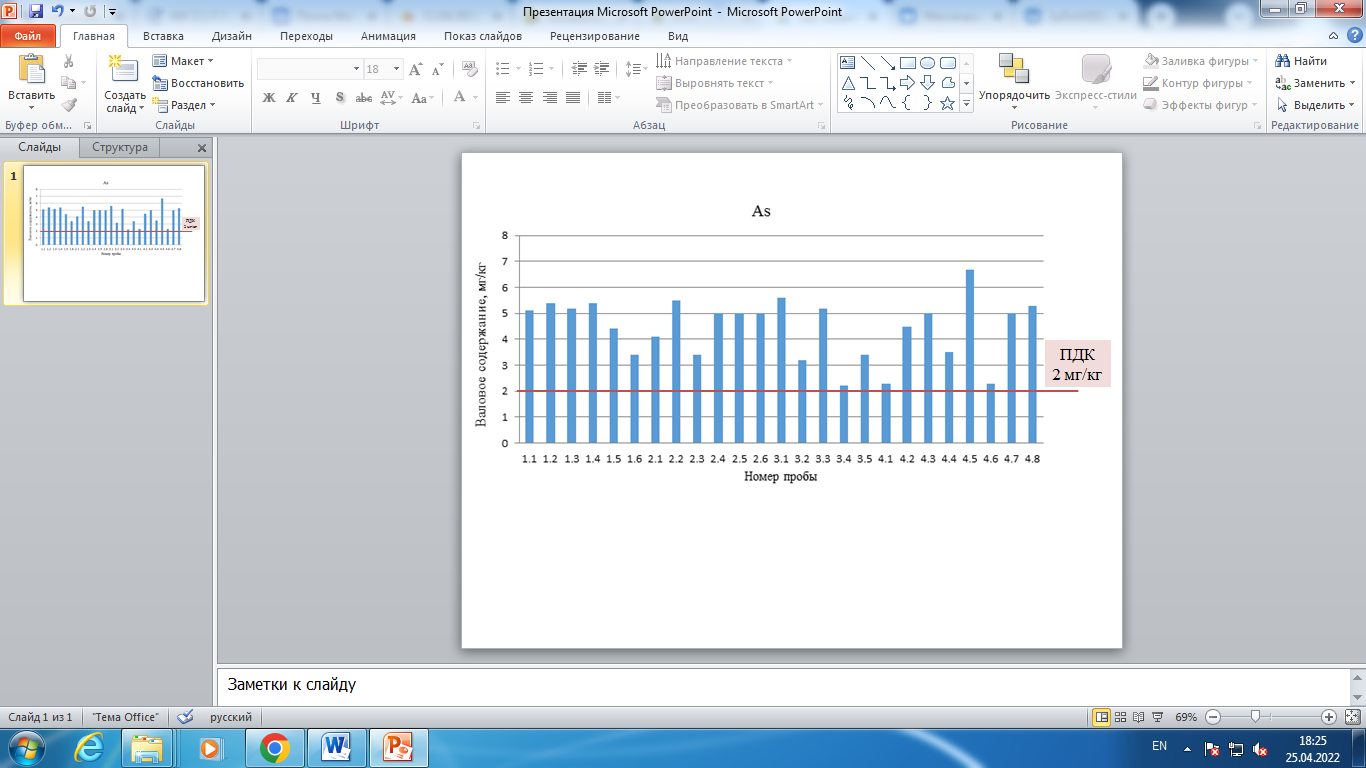 Презентация Microsoft PowerPoint - Microsoft PowerPoint
Файл Главная Вставка Дизайн Переходы Анимация Показ слайдов Рецензирование Вид
Вставить
Буфер обм...
Создать слайд
Макет
Восстановить
Раздел
Слайды
18
Ж К Ч S abc AV Aa A
Шрифт
Направление текста
Выровнять текст
Преобразовать в SmartArt
Абзац
Упорядочить
Экспресс-стили
Заливка фигуры
Контур фигуры
Эффекты фигур
Рисование
Найти
Заменить
Выделить
Редактирование
Слайды Структура
1
As
8
7
6
5
4
3
2
1
0
Валовое содержание, мг/кг
ПДК
2 мг/кг
1.1 1.2 1.3 1.4 1.5 1.6 2.1 2.2 2.3 2.4 2.5 2.6 3.1 3.2 3.3 3.4 3.5 4.1 4.2 4.3 4.4 4.5 4.6 4.7 4.8
Номер пробы
Заметки к слайду
Слайд 1 из 1 "Тема Office" русский 69%
EN 18:25
25.04.2022